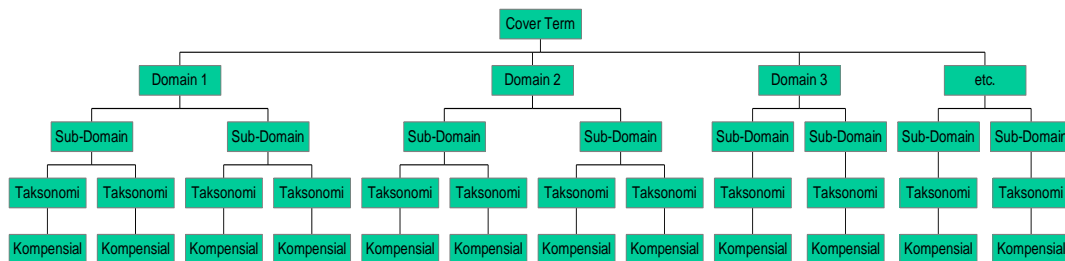 Cover Term
Domain 1 Domain 2 Domain 3 etc.
Sub-Domain Sub-Domain Sub-Domain Sub-Domain Sub-Domain Sub-Domain Sub-Domain Sub-Domain
Taksonomi Taksonomi Taksonomi Taksonomi Taksonomi Taksonomi Taksonomi Taksonomi Taksonomi Taksonomi Taksonomi Taksonomi
Kompensial Kompensial Kompensial Kompensial Kompensial Kompensial Kompensial Kompensial Kompensial Kompensial Kompensial Kompensial